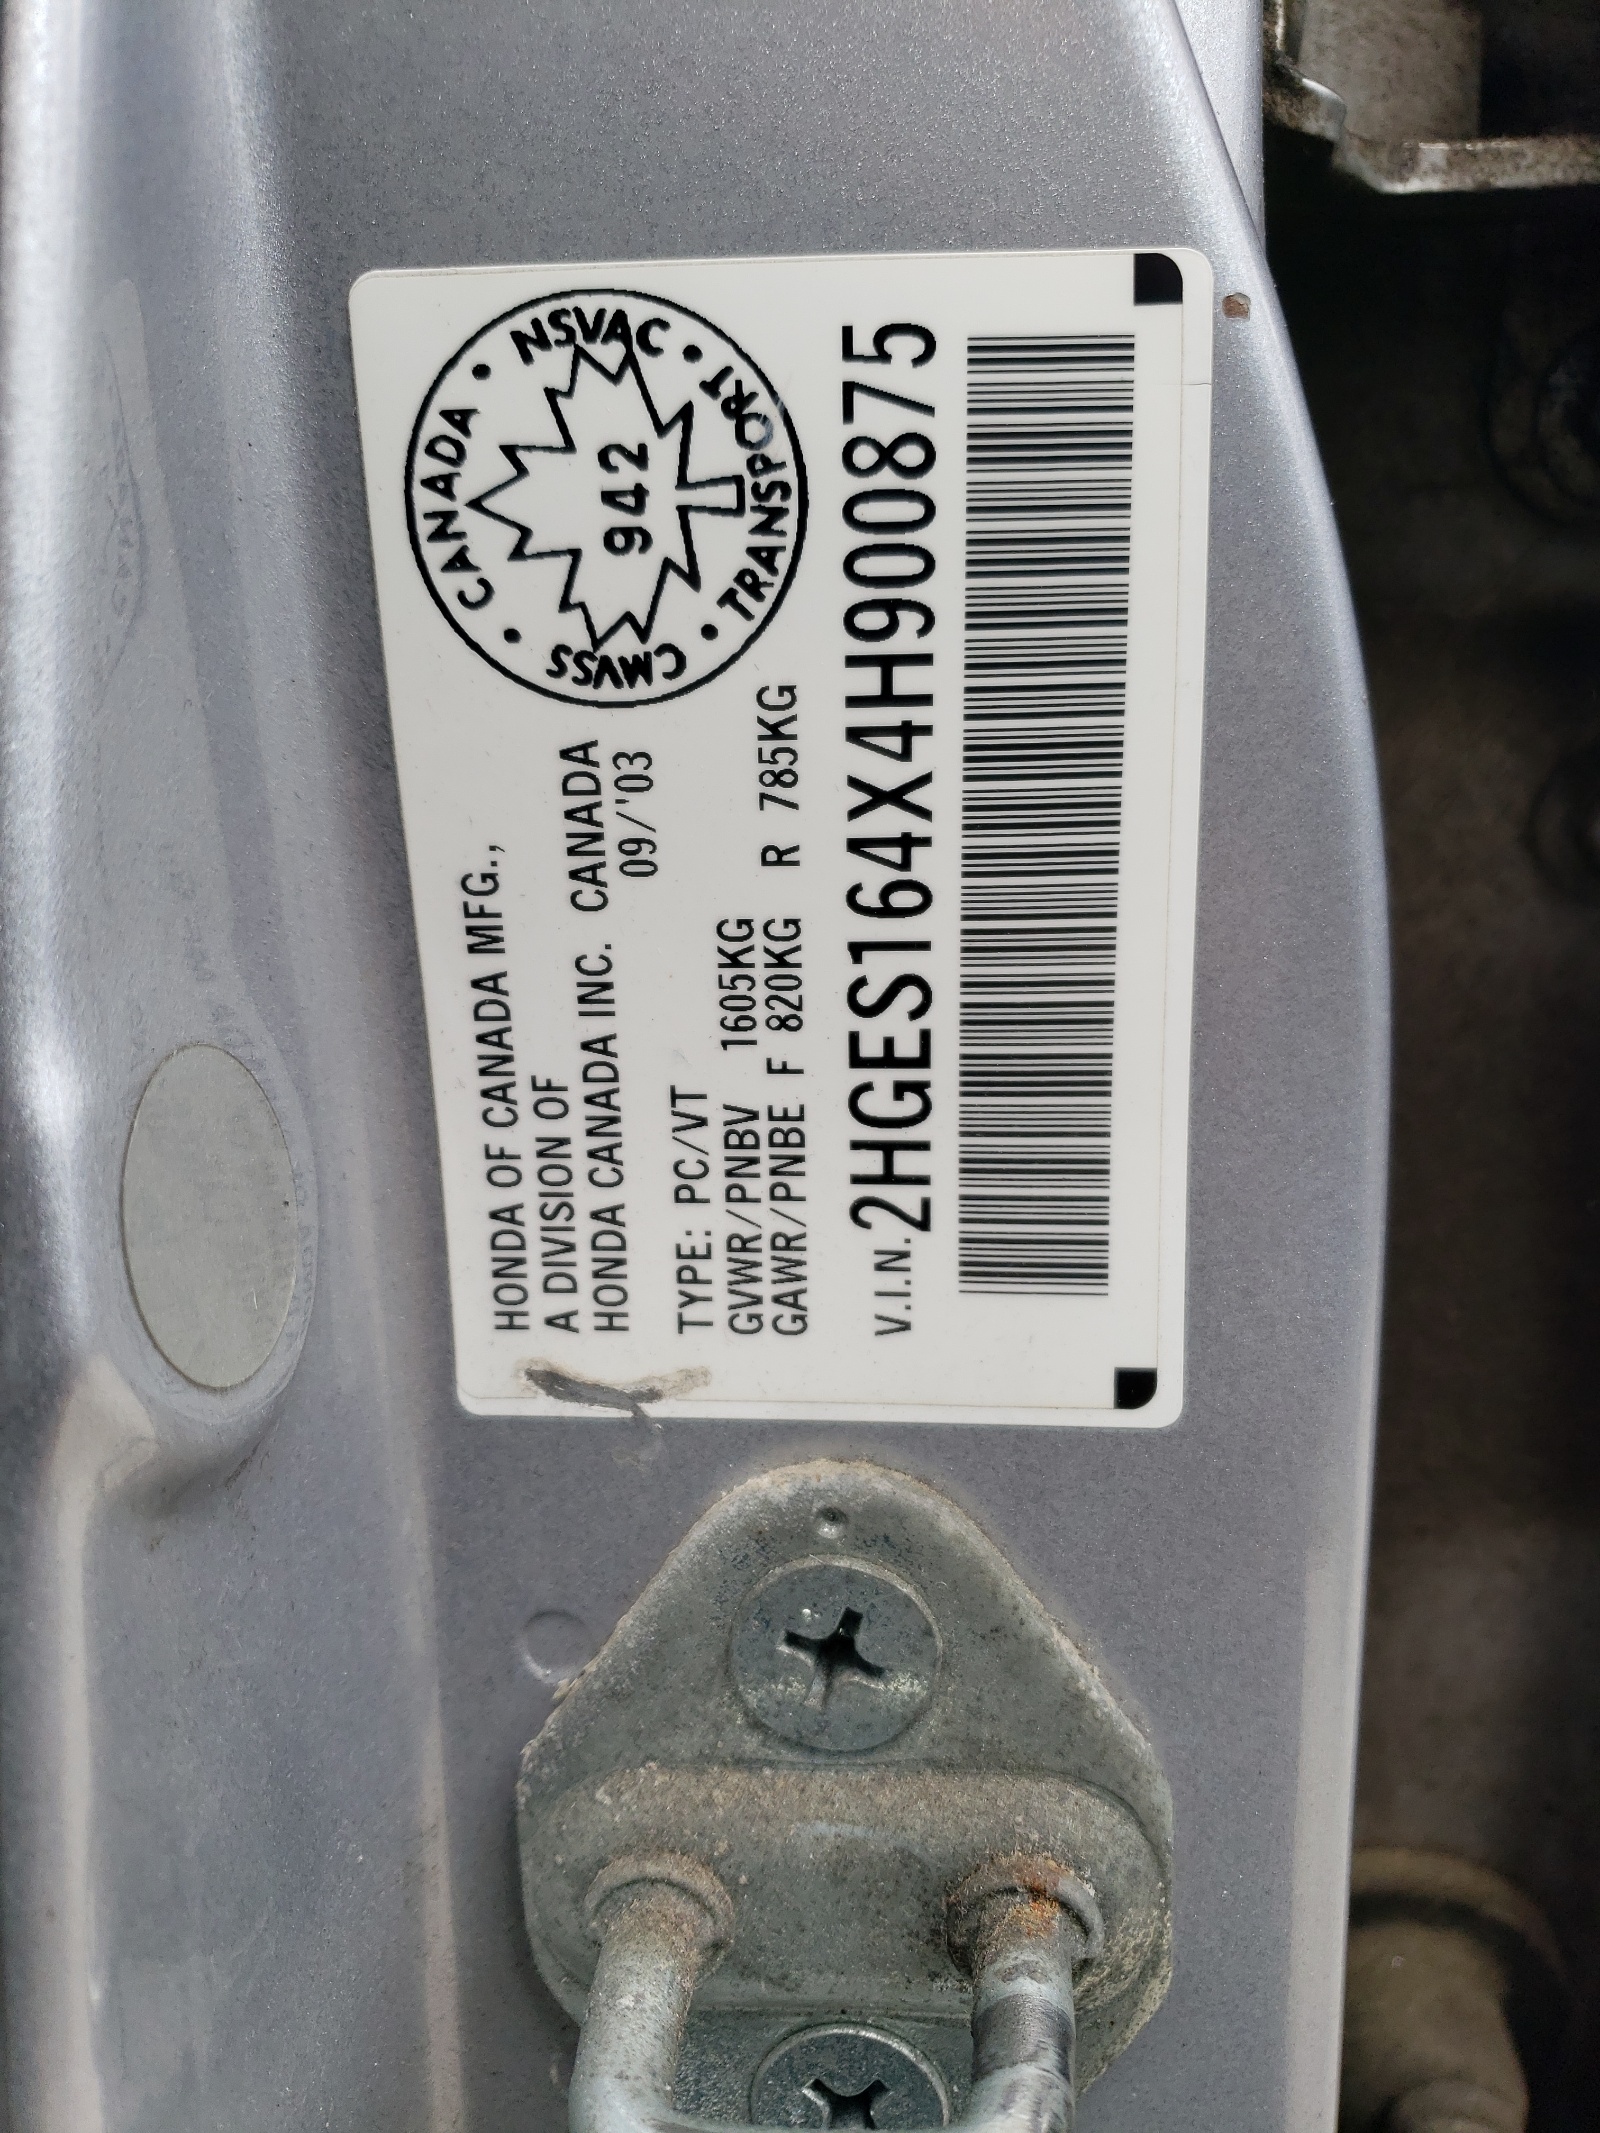 HONDA OF CANADA MFG.,
A DIVISION OF
HONDA CANADA INC. CANADA
09/'03
CANADA • NSVAC • TRANSPORT • CMVSS •
942
TYPE: PC/VT
GVWR/PNBV 1605KG
GAWR/PNBE F 820KG R 785KG
V.I.N. 2HGES164X4H900875